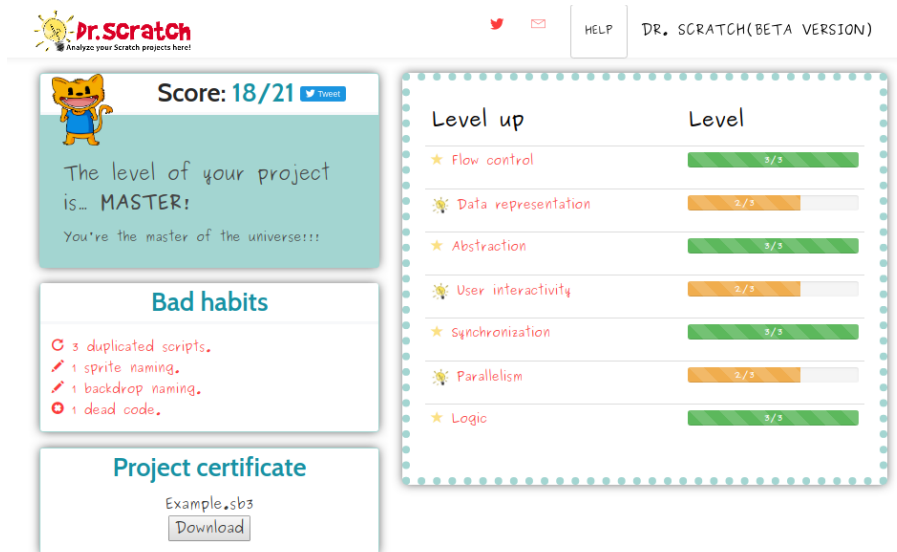 Dr.Scratch
Analyze your Scratch projects here!
HELP
DR. SCRATCH(BETA VERSION)
Score: 18/21
Tweet
The level of your project
is… MASTER!
You're the master of the universe!!!
Bad habits
3 duplicated scripts.
1 sprite naming.
1 backdrop naming.
1 dead code.
Project certificate
Example.sb3
Download
Level up Level
Flow control 3/3
Data representation 2/3
Abstraction 3/3
User interactivity 2/3
Synchronization 3/3
Parallelism 2/3
Logic 3/3